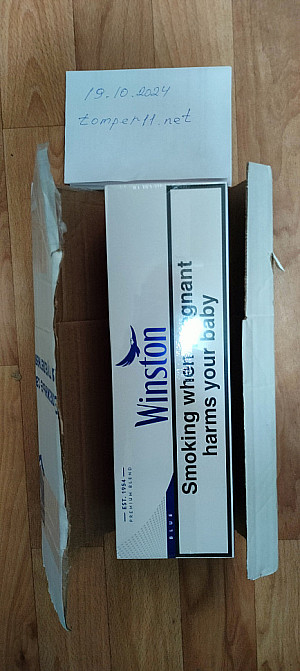 19.10.2024
tomper11.net
Winston
EST. 1954
PREMIUM BLEND
BLUE
Smoking when pregnant
harms your baby